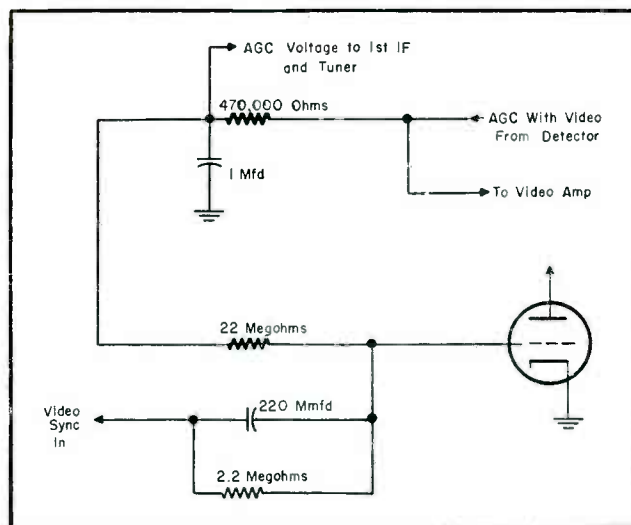 AGC Voltage to 1st IF
and Tuner
470,000 Ohms
AGC With Video
From Detector
1 Mfd
To Video Amp
22 Megohms
220 Mmfd
Video
Sync
In
2.2 Megohms